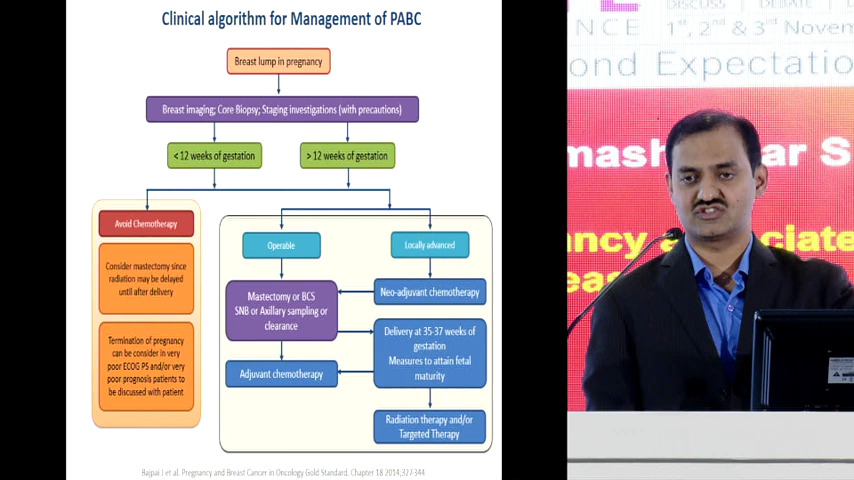 Clinical algorithm for Management of PABC
Breast lump in pregnancy
Breast imaging; Core Biopsy; Staging investigations (with precautions)
< 12 weeks of gestation
> 12 weeks of gestation
Avoid Chemotherapy
Consider mastectomy since
radiation may be delayed
until after delivery
Termination of pregnancy
can be consider in very
poor ECOG PS and/or very
poor prognosis patients to
be discussed with patient
Operable
Locally advanced
Mastectomy or BCS
SNB or Axillary sampling or
clearance
Neo-adjuvant chemotherapy
Delivery at 35-37 weeks of
gestation
Measures to attain fetal
maturity
Adjuvant chemotherapy
Radiation therapy and/or
Targeted Therapy
Bajpai J et al. Pregnancy and Breast Cancer in Oncology Gold Standard, Chapter 18 2014;327-344
DISCUSS | DEBATE |
NCE
1st, 2nd & 3rd Novem
ond Expectatio